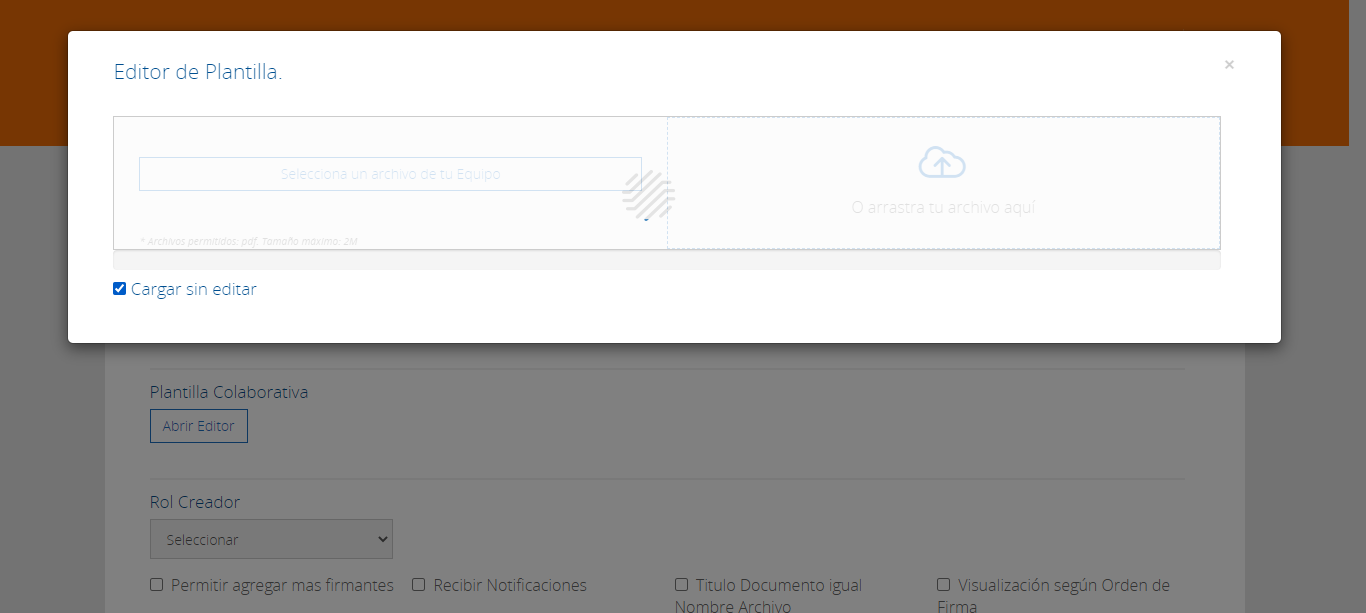 Editor de Plantilla.
×
Selecciona un archivo de tu Equipo
O arrastra tu archivo aquí
* Archivos permitidos: pdf. Tamaño maximo: 2M
Cargar sin editar
Plantilla Colaborativa
Abrir Editor
Rol Creador
Seleccionar
Permitir agregar mas firmantes
Recibir Notificaciones
Titulo Documento igual
Nombre Archivo
Visualización según Orden de
Firma